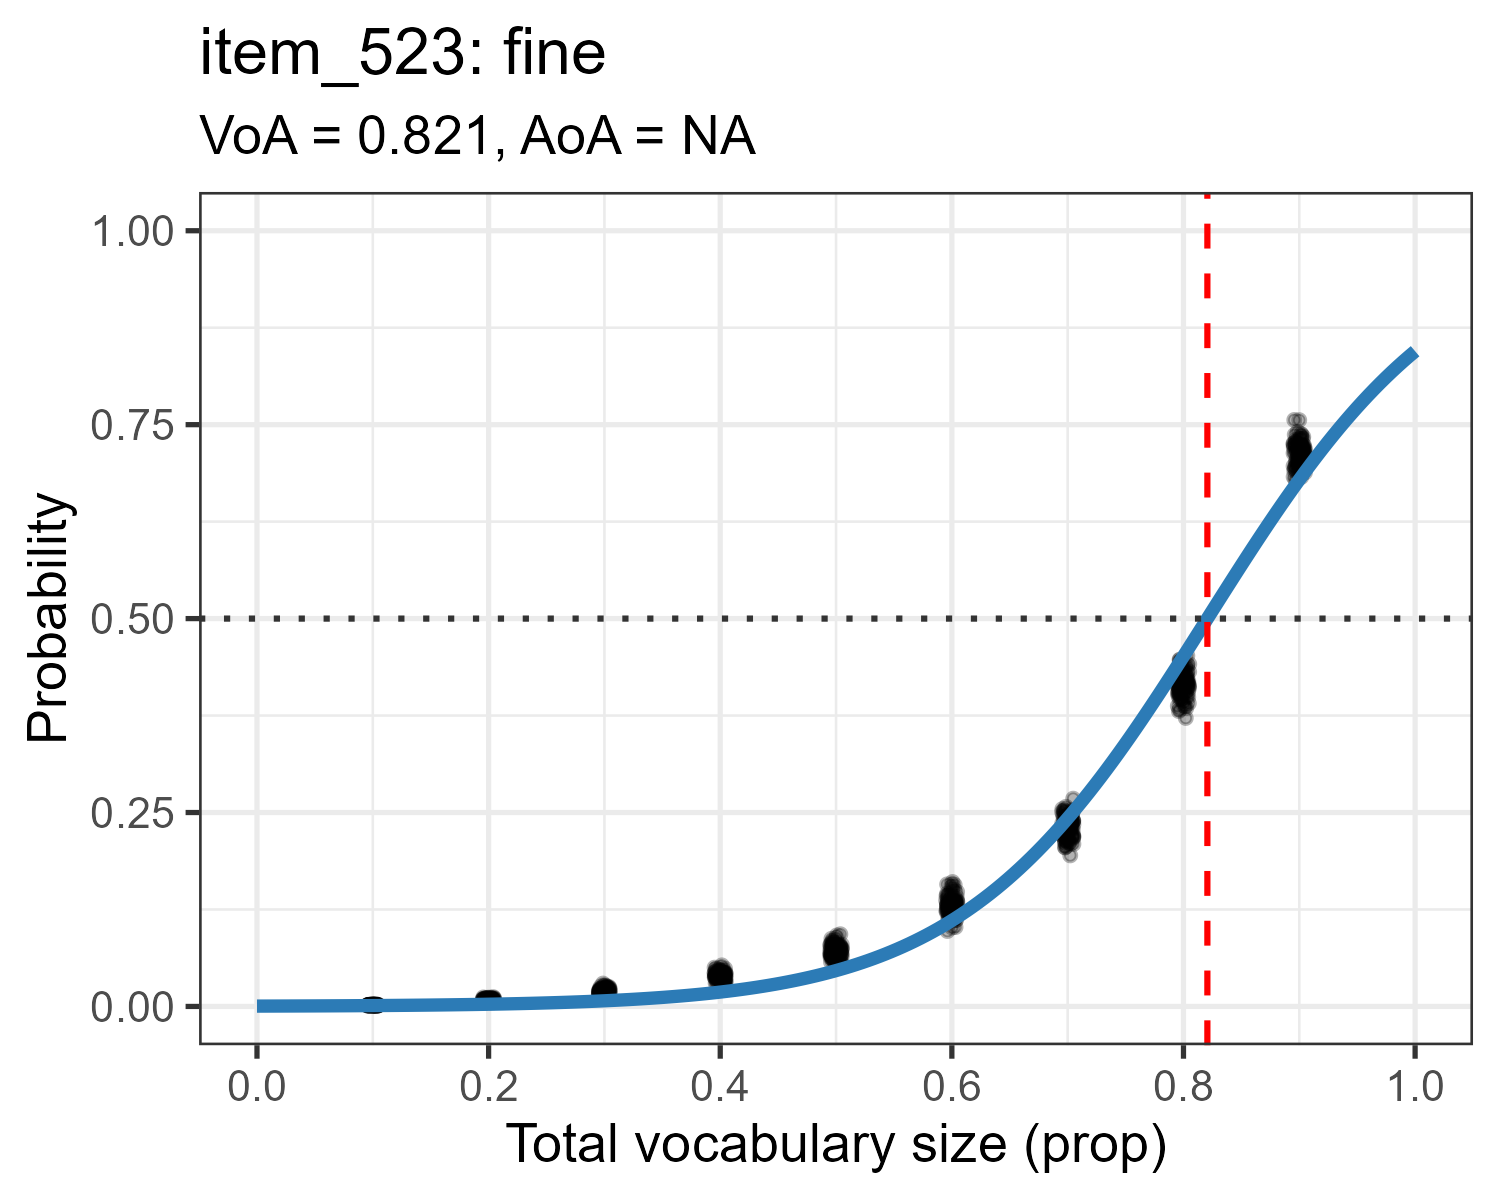 item_523: fine
VoA = 0.821, AoA = NA
1.00
0.75
0.50
0.25
0.00
Probability
0.0 0.2 0.4 0.6 0.8 1.0
Total vocabulary size (prop)